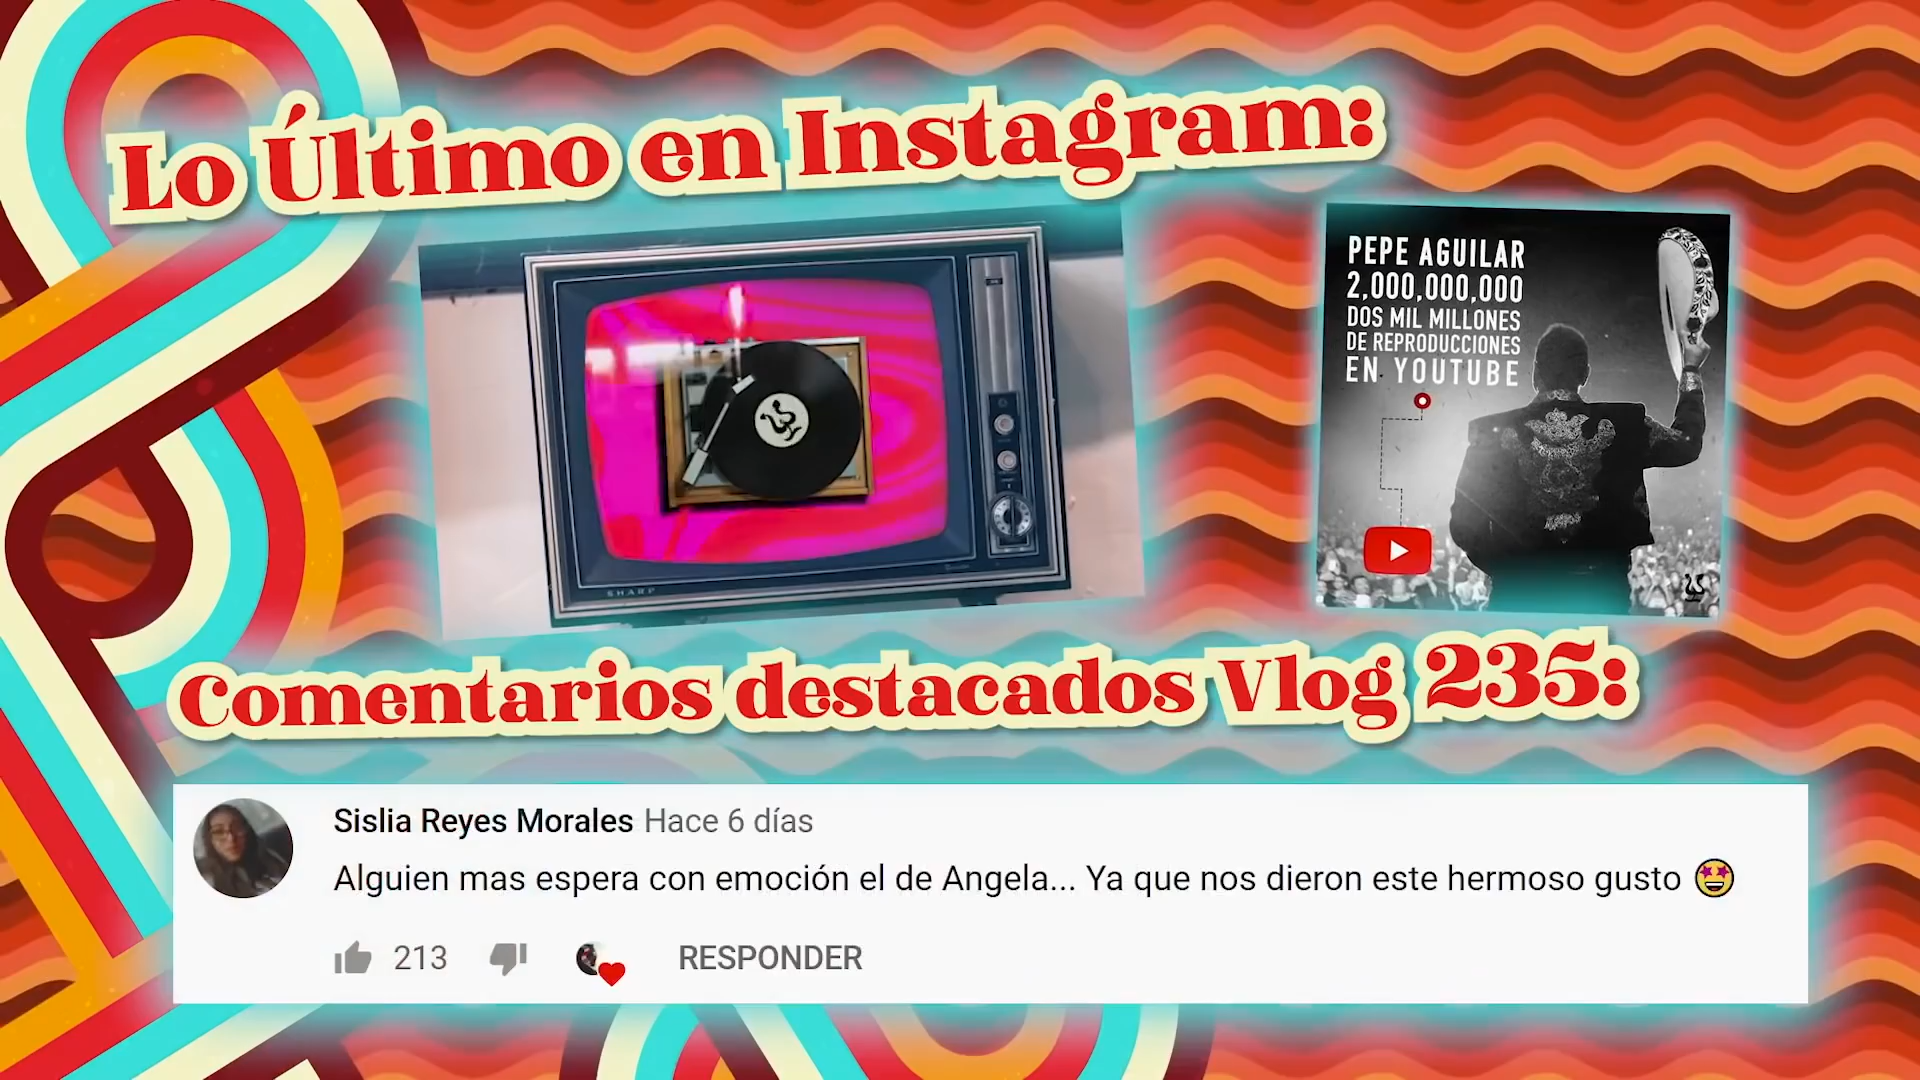 Lo Último en Instagram:
PEPE AGUILAR
2,000,000,000
DOS MIL MILLONES
DE REPRODUCCIONES
EN YOUTUBE
SHARP
Comentarios destacados Vlog 235:
Sislia Reyes Morales Hace 6 días
Alguien mas espera con emoción el de Angela... Ya que nos dieron este hermoso gusto 🤩
213
RESPONDER